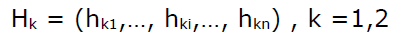 Hk = (hk1,…, hki,…, hkn) , k =1,2